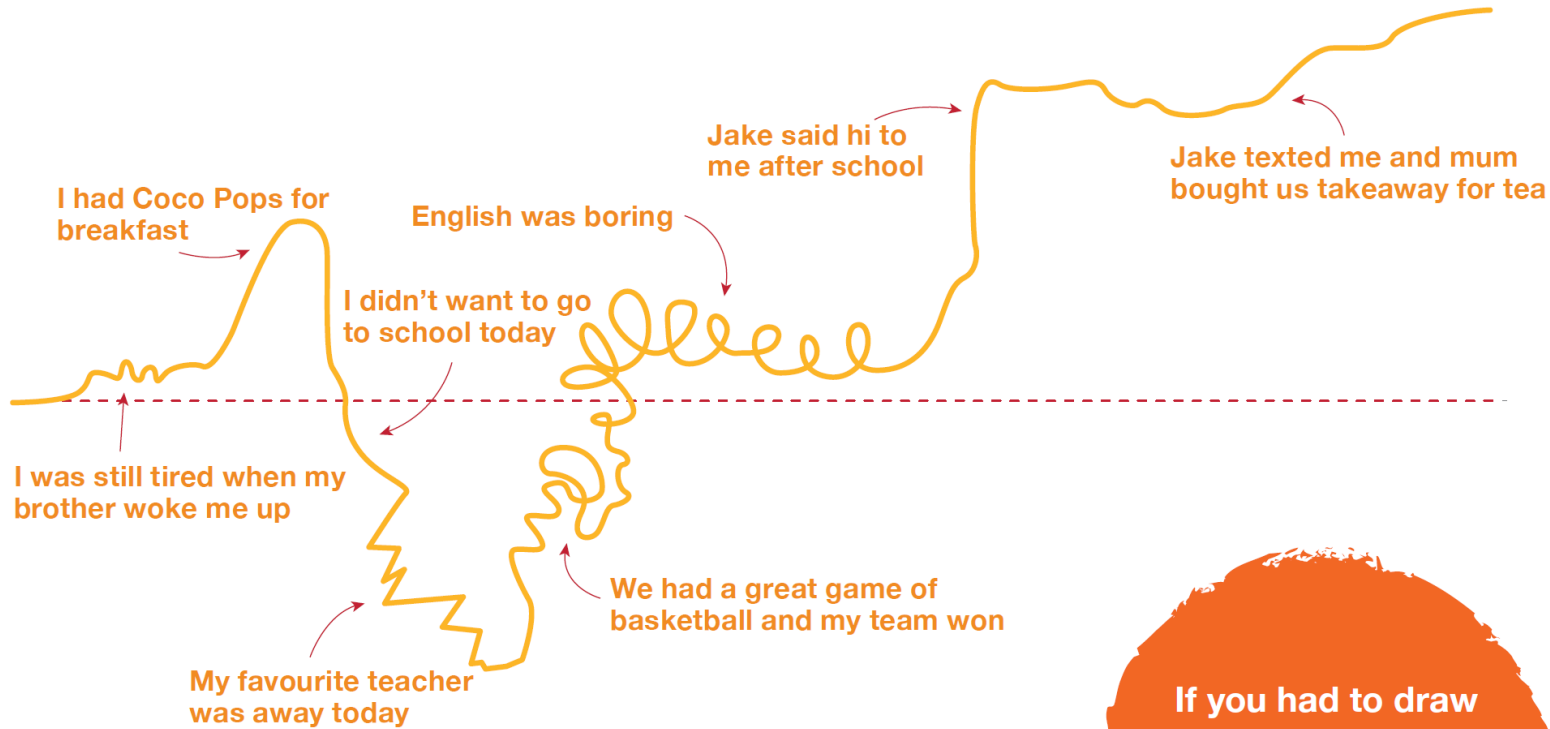 Jake said hi to
me after school
Jake texted me and mum
bought us takeaway for tea
I had Coco Pops for
breakfast
English was boring
I didn’t want to go
to school today
I was still tired when my
brother woke me up
We had a great game of
basketball and my team won
My favourite teacher
was away today
If you had to draw